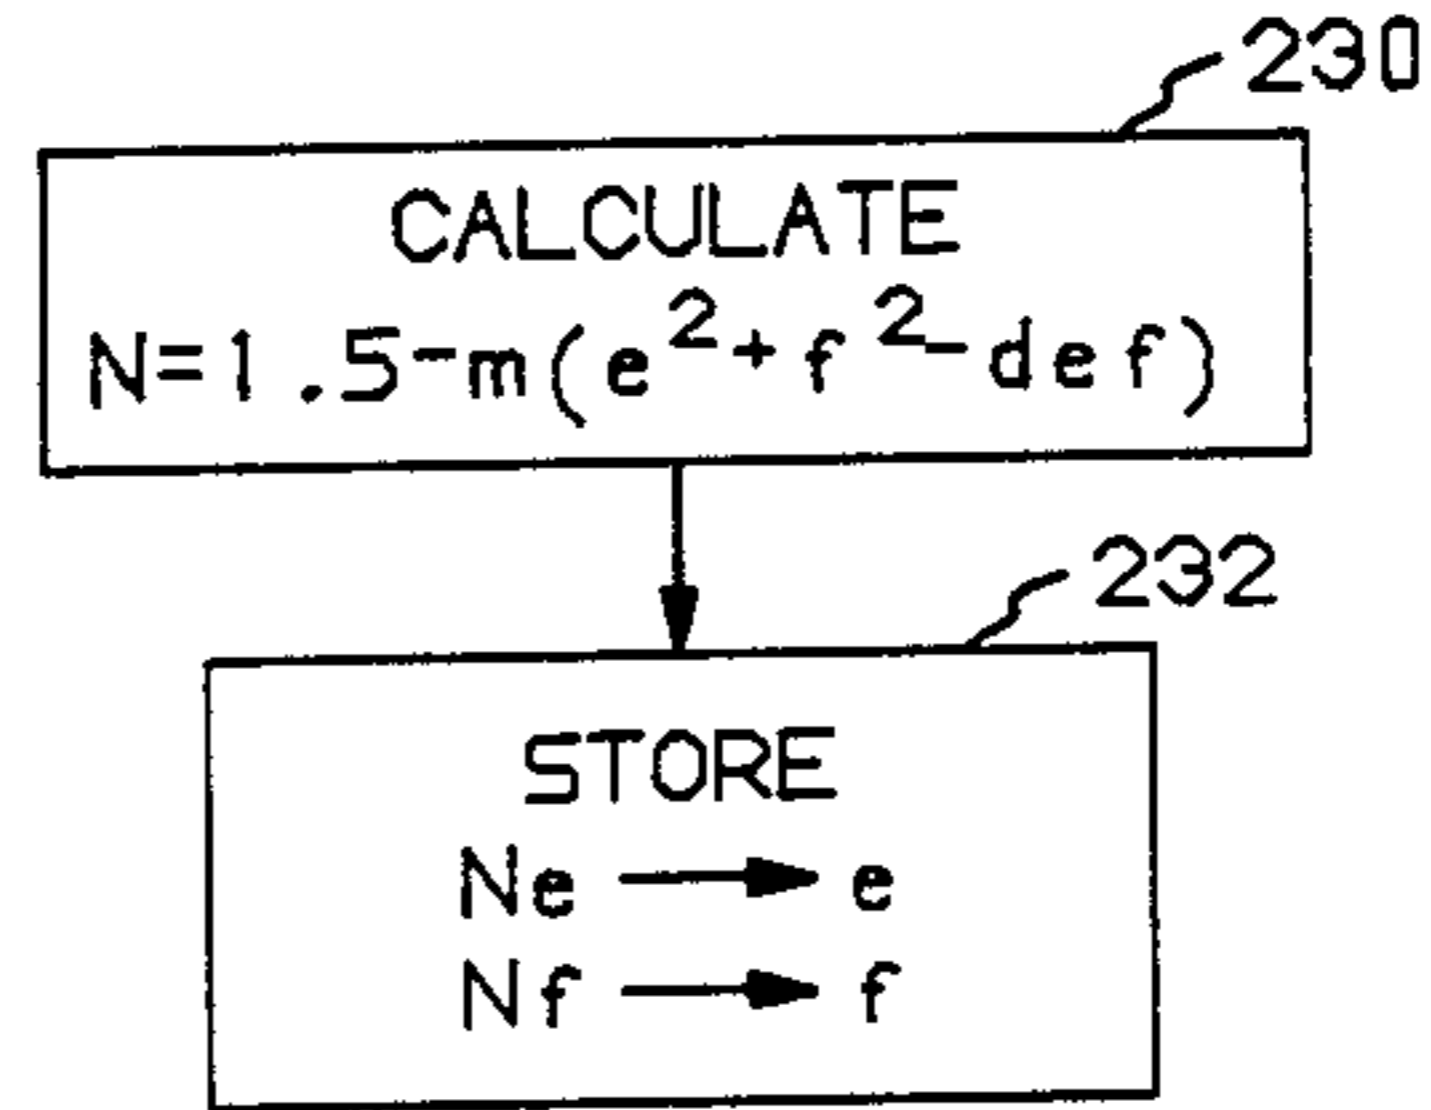 230
CALCULATE
N=1.5-m(e²+f²-def)
232
STORE
Ne → e
Nf → f